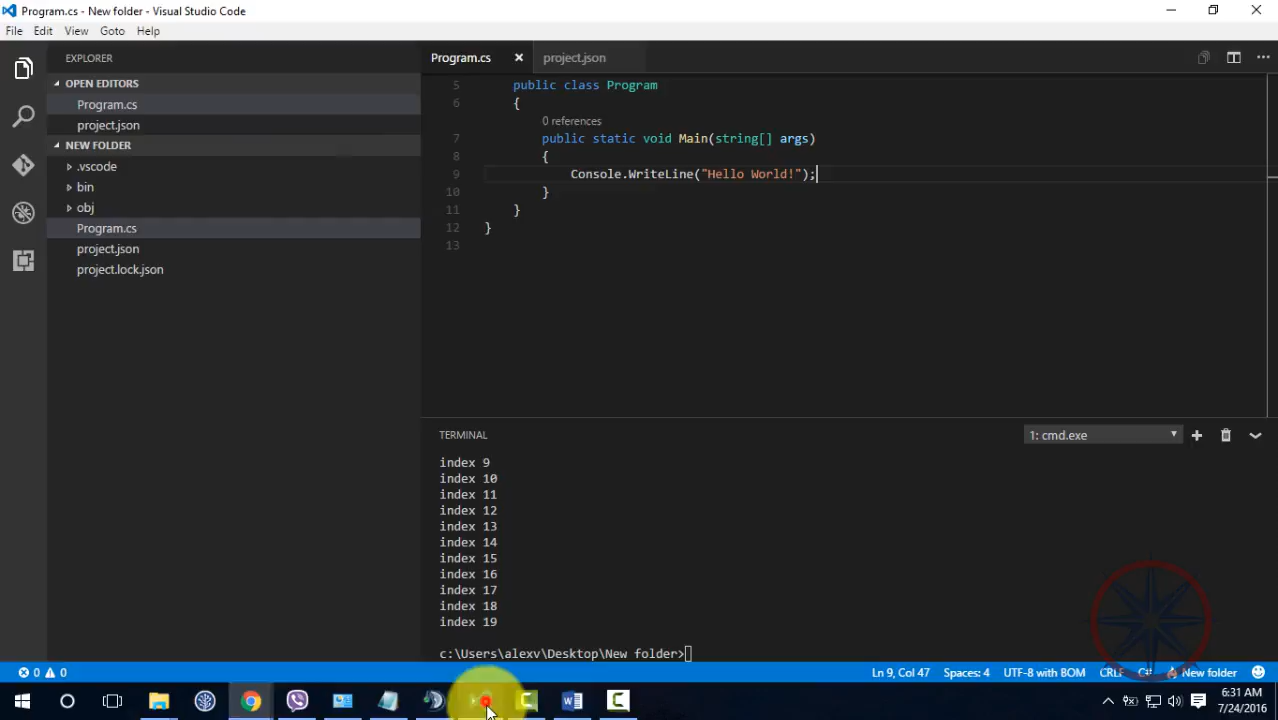 Program.cs - New folder - Visual Studio Code
File Edit View Goto Help
EXPLORER
OPEN EDITORS
Program.cs
project.json
NEW FOLDER
.vscode
bin
obj
Program.cs
project.json
project.lock.json
Program.cs project.json
5 public class Program
6 {
0 references
7 public static void Main(string[] args)
8 {
9 Console.WriteLine("Hello World!");
10 }
11 }
12 }
13
TERMINAL
1: cmd.exe
index 9
index 10
index 11
index 12
index 13
index 14
index 15
index 16
index 17
index 18
index 19
c:\Users\alexv\Desktop\New folder>
0 0 Ln 9, Col 47 Spaces: 4 UTF-8 with BOM CRLF C# New folder
6:31 AM
7/24/2016